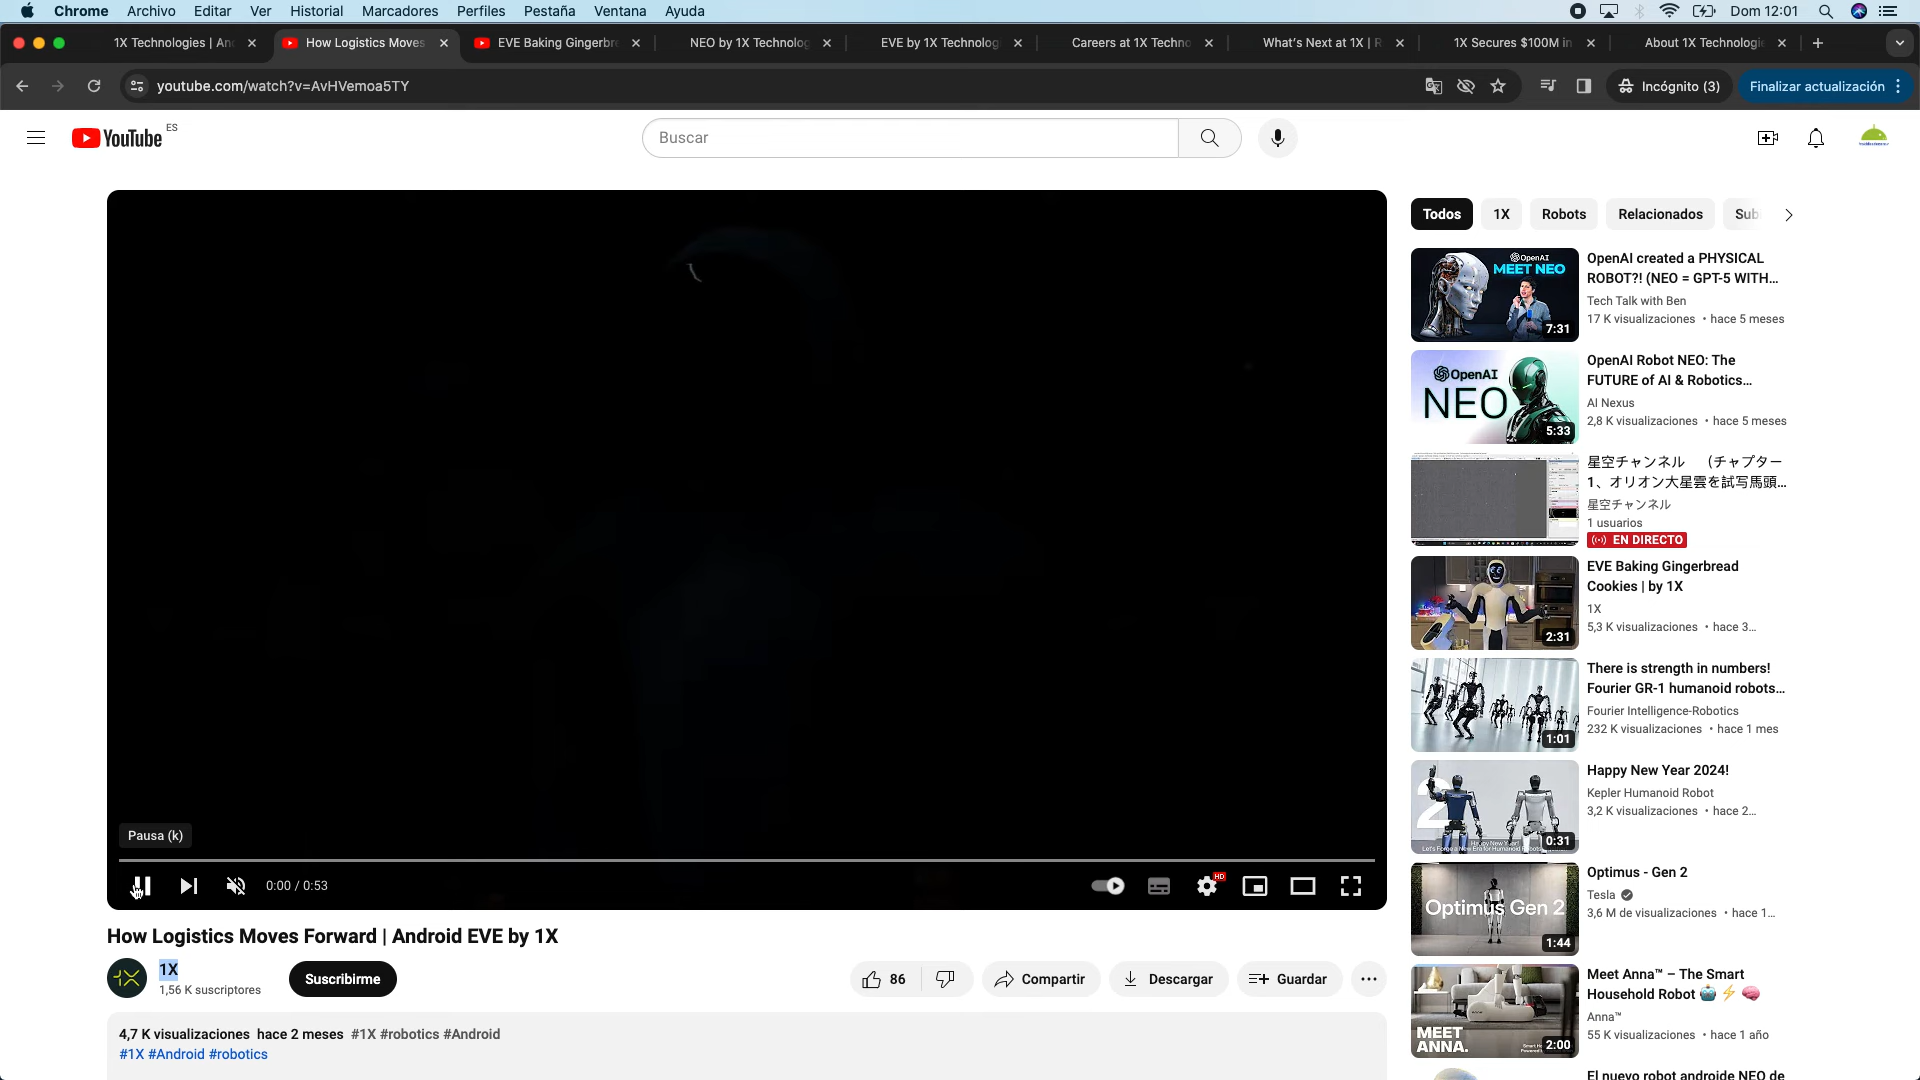 Chrome Archivo Editar Ver Historial Marcadores Perfiles Pestaña Ventana Ayuda Dom 12:01
1X Technologies | An
How Logistics Moves
EVE Baking Gingerbr
NEO by 1X Technolog
EVE by 1X Technolog
Careers at 1X Techno
What's Next at 1X | R
1X Secures $100M in
About 1X Technologie
youtube.com/watch?v=AvHVemoa5TY
Incógnito (3)
Finalizar actualización
YouTube ES
Buscar
Todos 1X Robots Relacionados Sub
OpenAI
MEET NEO
7:31
OpenAI created a PHYSICAL
ROBOT?! (NEO = GPT-5 WITH...
Tech Talk with Ben
17 K visualizaciones • hace 5 meses
OpenAI
NEO
5:33
OpenAI Robot NEO: The
FUTURE of AI & Robotics...
AI Nexus
2,8 K visualizaciones • hace 5 meses
星空チャンネル （チャプター
1、オリオン大星雲を試写馬頭...
星空チャンネル
1 usuarios
EN DIRECTO
2:31
EVE Baking Gingerbread
Cookies | by 1X
1X
5,3 K visualizaciones • hace 3...
1:01
There is strength in numbers!
Fourier GR-1 humanoid robots...
Fourier Intelligence-Robotics
232 K visualizaciones • hace 1 mes
2
Happy New Year!
0:31
Happy New Year 2024!
Kepler Humanoid Robot
3,2 K visualizaciones • hace 2...
Optimus Gen 2
1:44
Optimus - Gen 2
Tesla
3,6 M de visualizaciones • hace 1...
MEET
ANNA.
2:00
Meet Anna™ – The Smart
Household Robot
Anna™
55 K visualizaciones • hace 1 año
El nuevo robot androide NEO de
Pausa (k)
0:00 / 0:53
HD
How Logistics Moves Forward | Android EVE by 1X
1X
1,56 K suscriptores
Suscribirme
86
Compartir
Descargar
Guardar
4,7 K visualizaciones hace 2 meses #1X #robotics #Android
#1X #Android #robotics